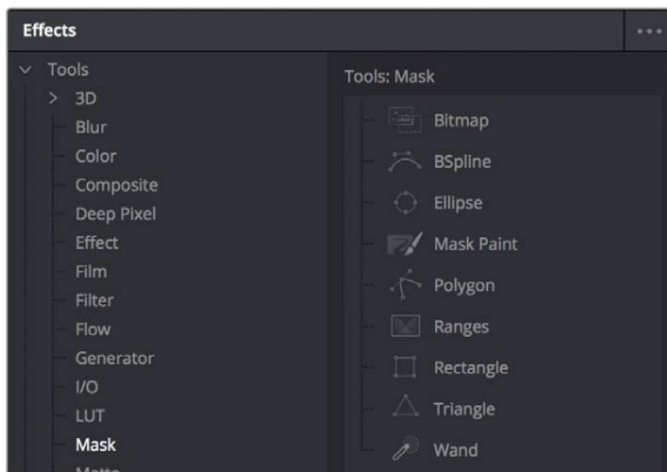 Effects
Tools
3D
Blur
Color
Composite
Deep Pixel
Effect
Film
Filter
Flow
Generator
I/O
LUT
Mask
Matte
Tools: Mask
Bitmap
BSpline
Ellipse
Mask Paint
Polygon
Ranges
Rectangle
Triangle
Wand